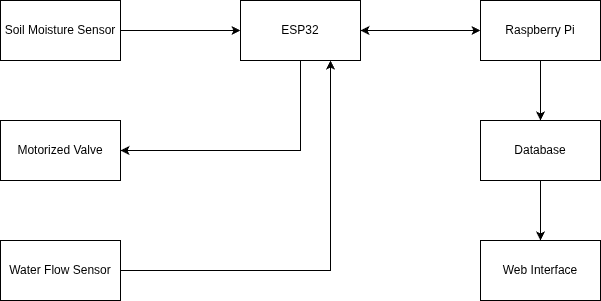 Soil Moisture Sensor
ESP32
Raspberry Pi
Motorized Valve
Database
Water Flow Sensor
Web Interface